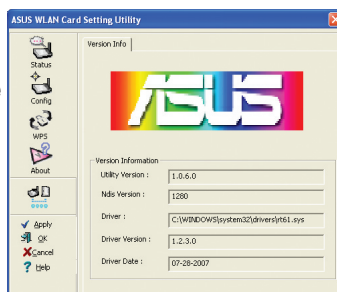 ASUS WLAN Card Setting Utility
Status
Config
WPS
About
Apply
OK
Cancel
Help
Version Info
ASUS
Version Information
Utility Version : 1.0.6.0
Ndis Version : 1280
Driver : C:\WINDOWS\system32\drivers\rt61.sys
Driver Version : 1.2.3.0
Driver Date : 07-28-2007